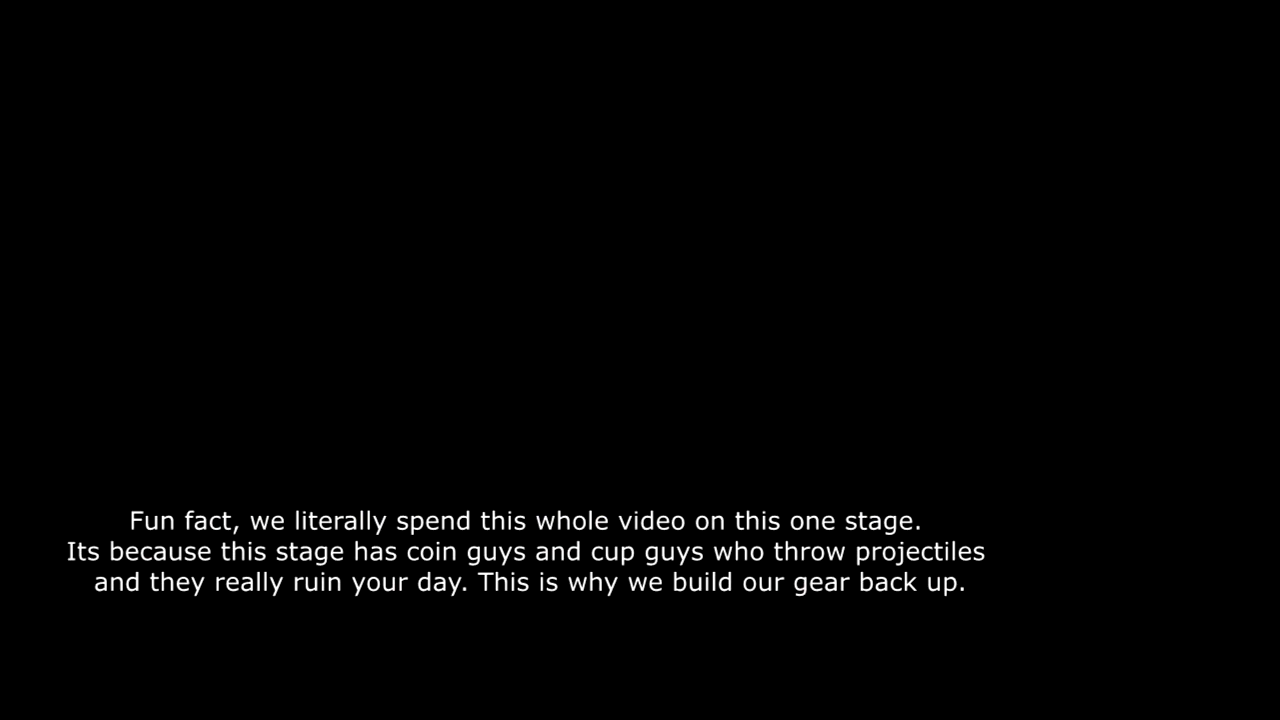 Fun fact, we literally spend this whole video on this one stage.
Its because this stage has coin guys and cup guys who throw projectiles
and they really ruin your day. This is why we build our gear back up.